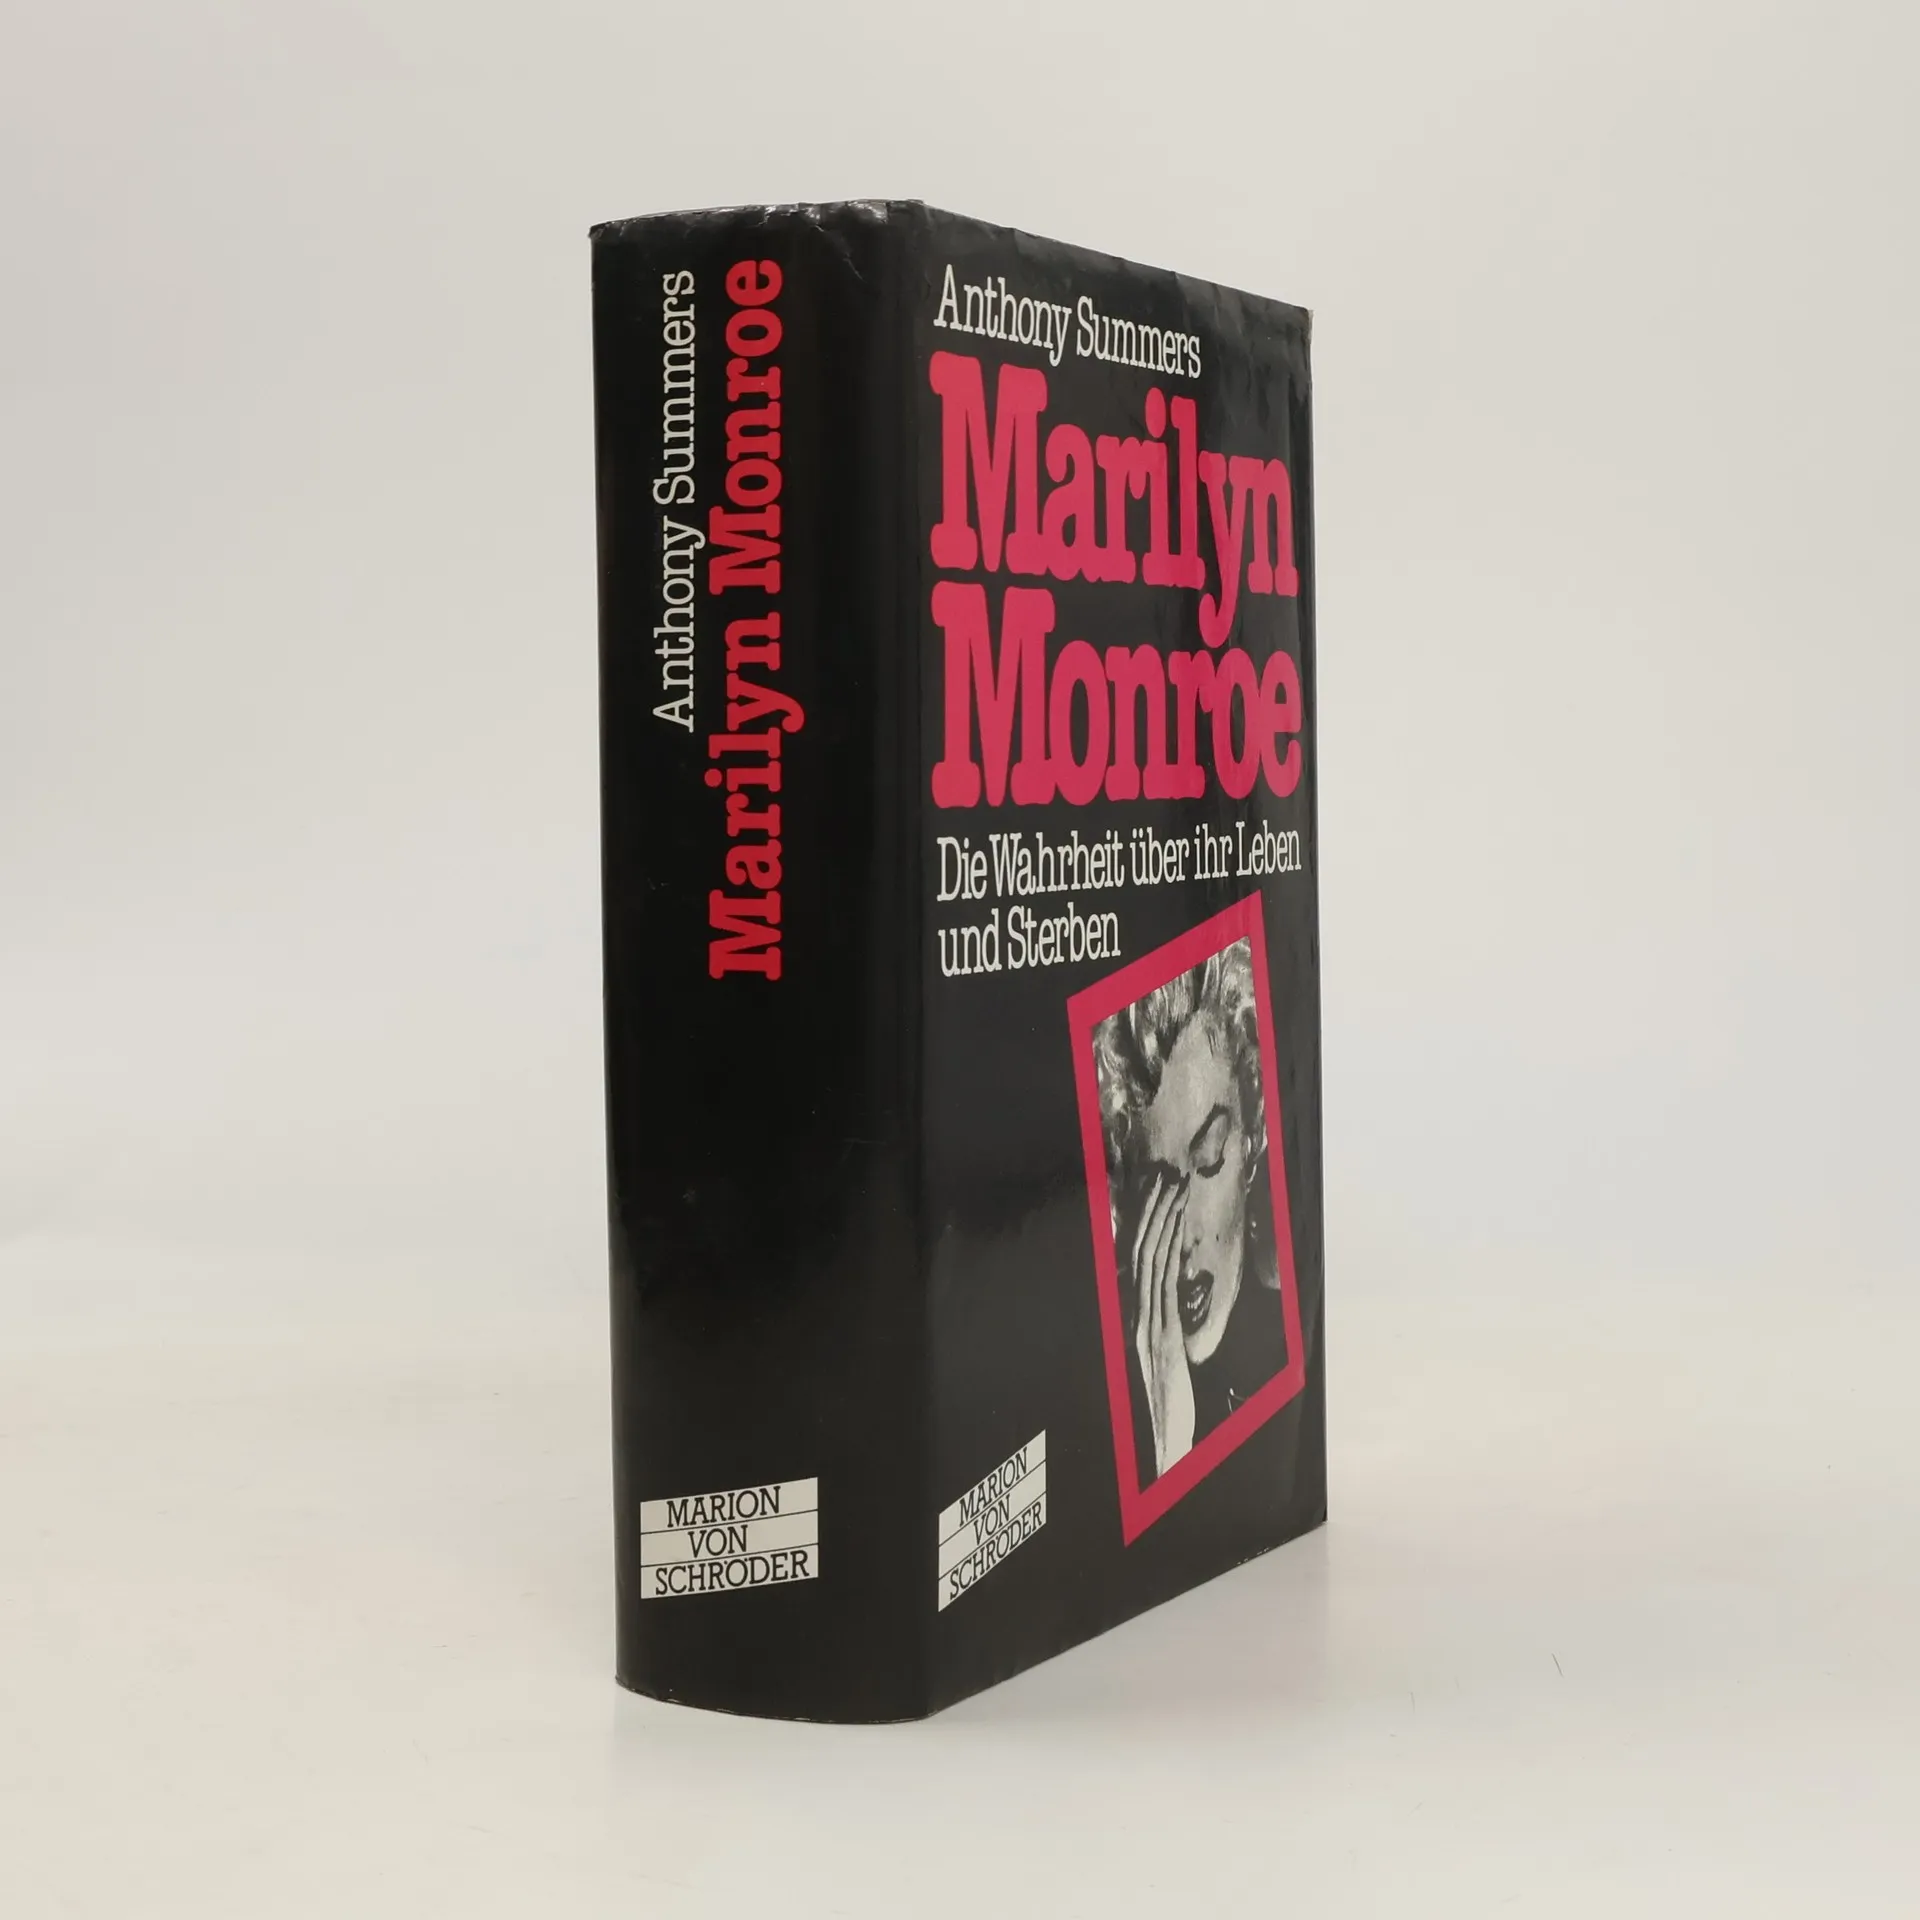 Anthony Summers
Marilyn Monroe
MARION
VON
SCHRÖDER
Anthony Summers
Marilyn
Monroe
Die Wahrheit über ihr Leben
und Sterben
MARION
VON
SCHRÖDER